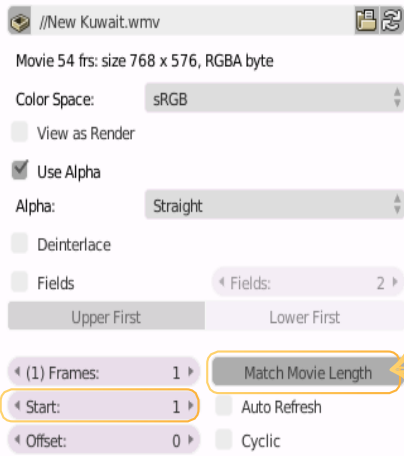 //New Kuwait.wmv
Movie 54 frs: size 768 x 576, RGBA byte
Color Space: sRGB
View as Render
Use Alpha
Alpha: Straight
Deinterlace
Fields Fields: 2
Upper First Lower First
(1) Frames: 1 Match Movie Length
Start: 1 Auto Refresh
Offset: 0 Cyclic